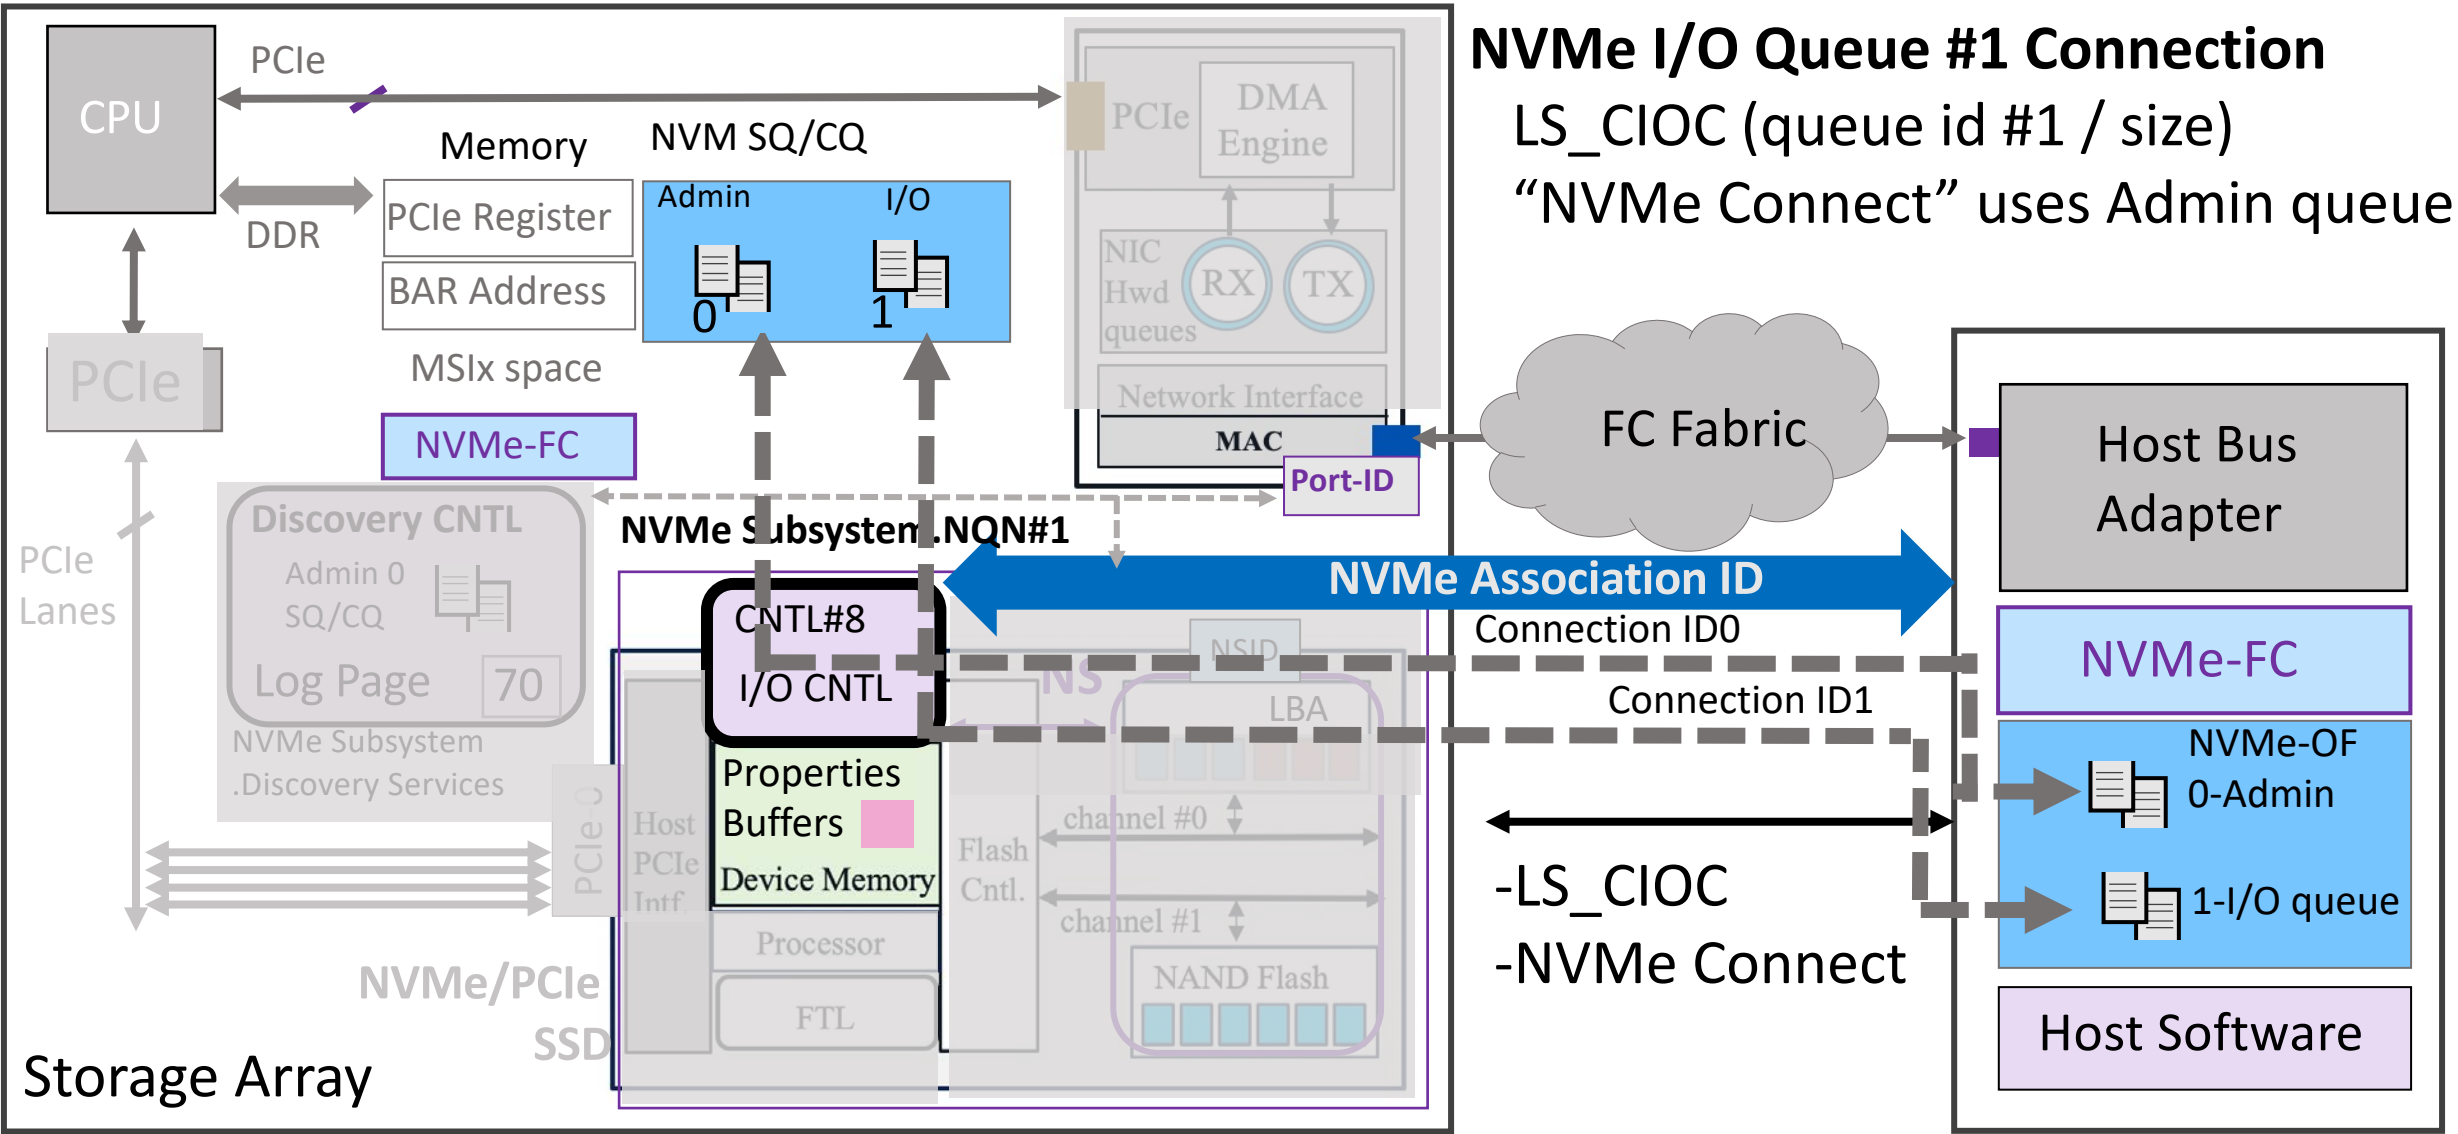 NVMe I/O Queue #1 Connection
LS_CIOC (queue id #1 / size)
“NVMe Connect” uses Admin queue
CPU
PCIe
DDR
Memory
PCIe Register
BAR Address
MSIx space
NVMe-FC
NVM SQ/CQ
Admin
I/O
0
1
PCIe
DMA
Engine
NIC
Hwd
queues
RX
TX
Network Interface
MAC
Port-ID
FC Fabric
Host Bus
Adapter
NVMe-FC
NVMe-OF
0-Admin
1-I/O queue
Host Software
PCIe
PCIe
Lanes
Discovery CNTL
Admin 0
SQ/CQ
Log Page
70
NVMe Subsystem
.Discovery Services
NVMe Subsystem.NQN#1
NVMe Association ID
Connection ID0
Connection ID1
-LS_CIOC
-NVMe Connect
CNTL#8
I/O CNTL
Properties
Buffers
Device Memory
Processor
FTL
PCIe 0
Host
PCIe
Intf.
Flash
Cntl.
NS
NSID
LBA
channel #0
channel #1
NAND Flash
NVMe/PCIe
SSD
Storage Array